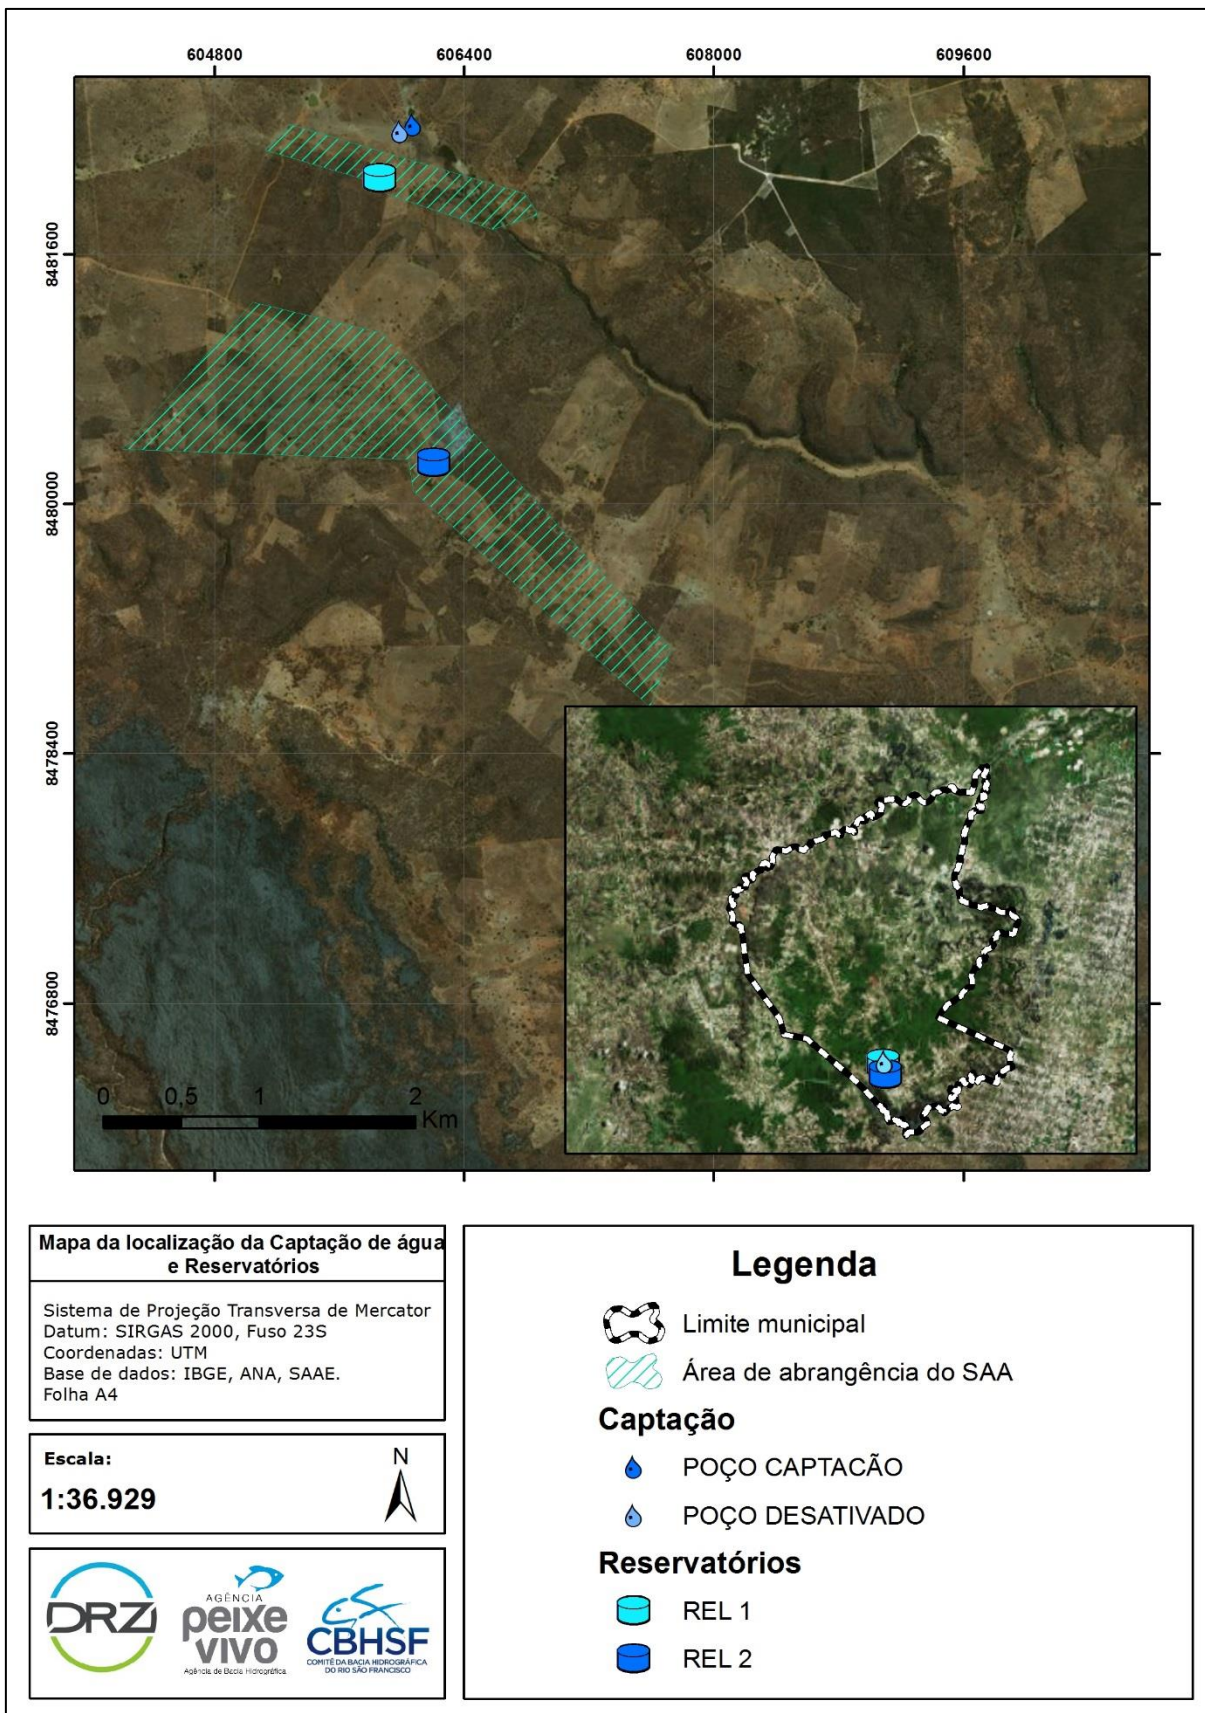 604800 606400 608000 609600
8481600
8480000
8478400
8476800
0 0,5 1 2
Km
Mapa da localização da Captação de água
e Reservatórios
Sistema de Projeção Transversa de Mercator
Datum: SIRGAS 2000, Fuso 23S
Coordenadas: UTM
Base de dados: IBGE, ANA, SAAE.
Folha A4
Escala:
1:36.929
N
DRZ
AGÊNCIA
peixe
vivo
Agência de Bacia Hidrográfica
CBHSF
COMITÊ DA BACIA HIDROGRÁFICA
DO RIO SÃO FRANCISCO
Legenda
Limite municipal
Área de abrangência do SAA
Captação
POÇO CAPTACÃO
POÇO DESATIVADO
Reservatórios
REL 1
REL 2